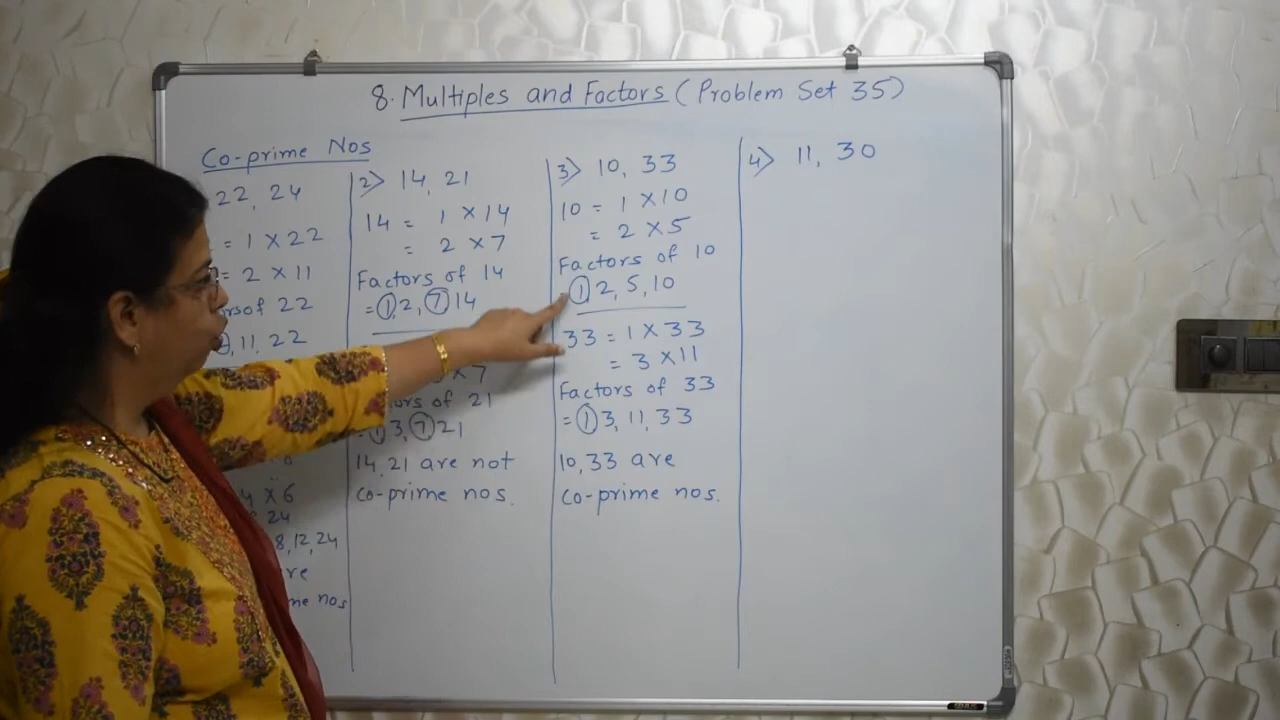 8. Multiples and Factors (Problem Set 35)
Co-prime Nos
22, 24
= 1 × 22
= 2 × 11
of 22
, 11, 22
× 6
24
8, 12, 24
nos
2> 14, 21
14 = 1 × 14
= 2 × 7
Factors of 14
= 1, 2, 7 14
× 7
of 21
1 3, 7 21
14, 21 are not
co-prime nos.
3> 10, 33
10 = 1 × 10
= 2 × 5
Factors of 10
1 2, 5, 10
33 = 1 × 33
= 3 × 11
Factors of 33
= 1 3, 11, 33
10, 33 are
co-prime nos.
4> 11, 30